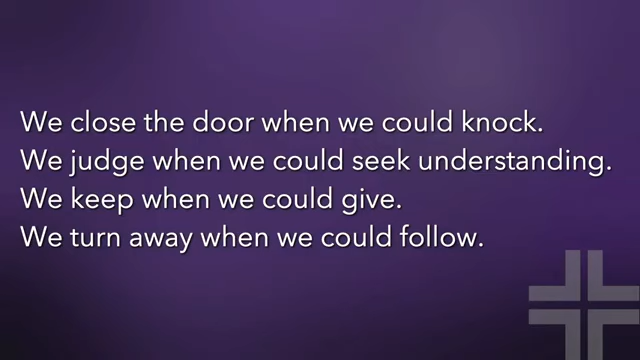 We close the door when we could knock.
We judge when we could seek understanding.
We keep when we could give.
We turn away when we could follow.